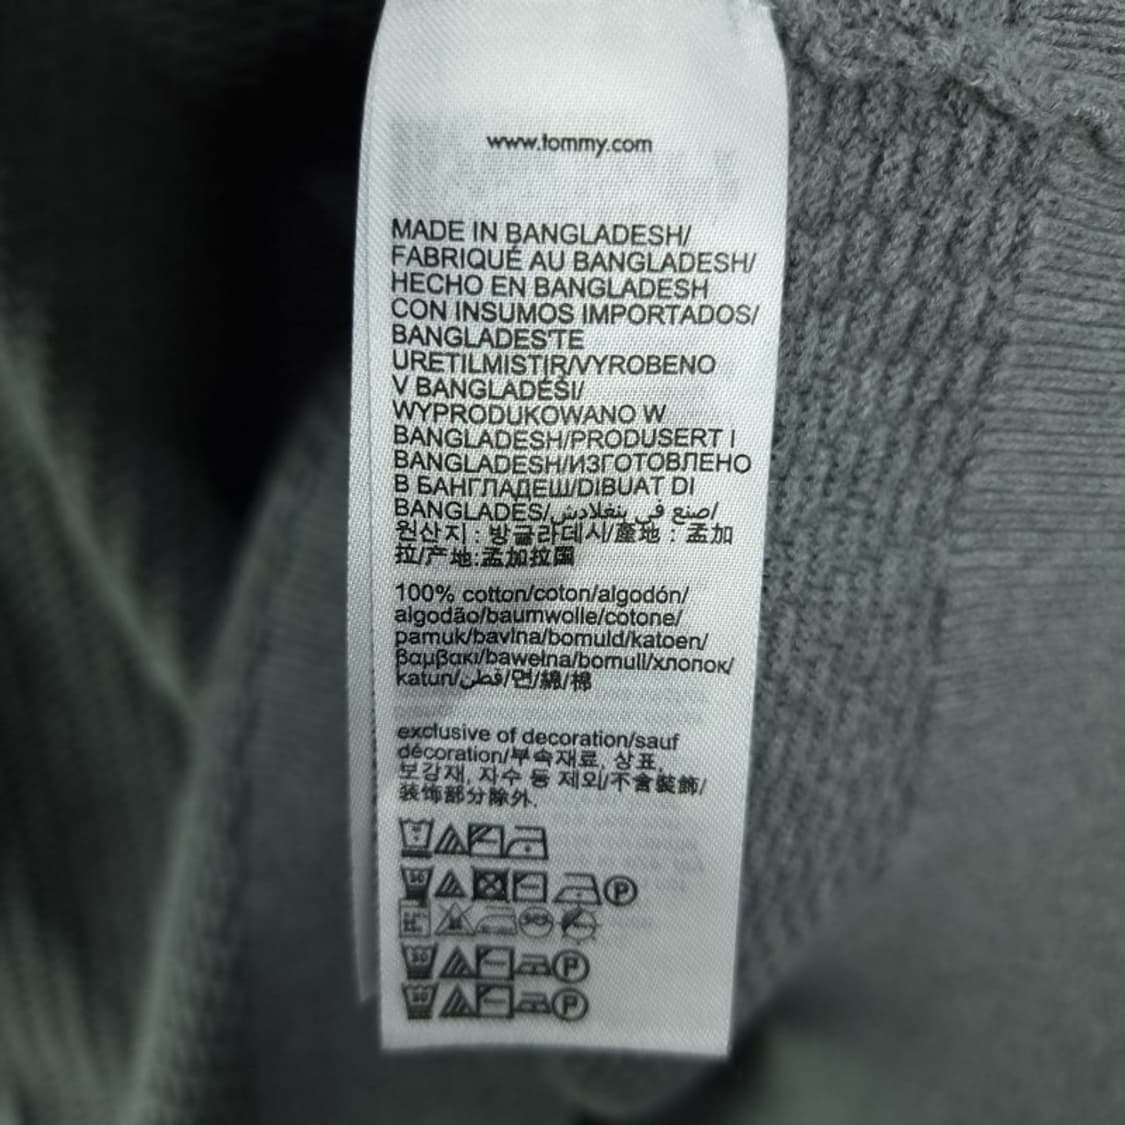 www.tommy.com
MADE IN BANGLADESH/
FABRIQUÉ AU BANGLADESH/
HECHO EN BANGLADESH
CON INSUMOS IMPORTADOS/
BANGLADES'TE
URETILMISTIR/VYROBENO
V BANGLADÉŠI/
WYPRODUKOWANO W
BANGLADESH/PRODUSERT I
BANGLADESH/ИЗГОТОВЛЕНО
В БАНГЛАДЕШ/DIBUAT DI
BANGLADES/صنع في بنغلادش/
원산지 : 방글라데시/產地 : 孟加
拉/产地:孟加拉国
100% cotton/coton/algodón/
algodão/baumwolle/cotone/
pamuk/bavlna/bomuld/katoen/
βαμβακι/bawełna/bomull/хлопок/
katun/قطن/면/綿/棉
exclusive of decoration/sauf
décoration/부속재료, 상표,
보강재, 자수 등 제외/不含裝飾/
装饰部分除外.
30 P
30 P
30 P